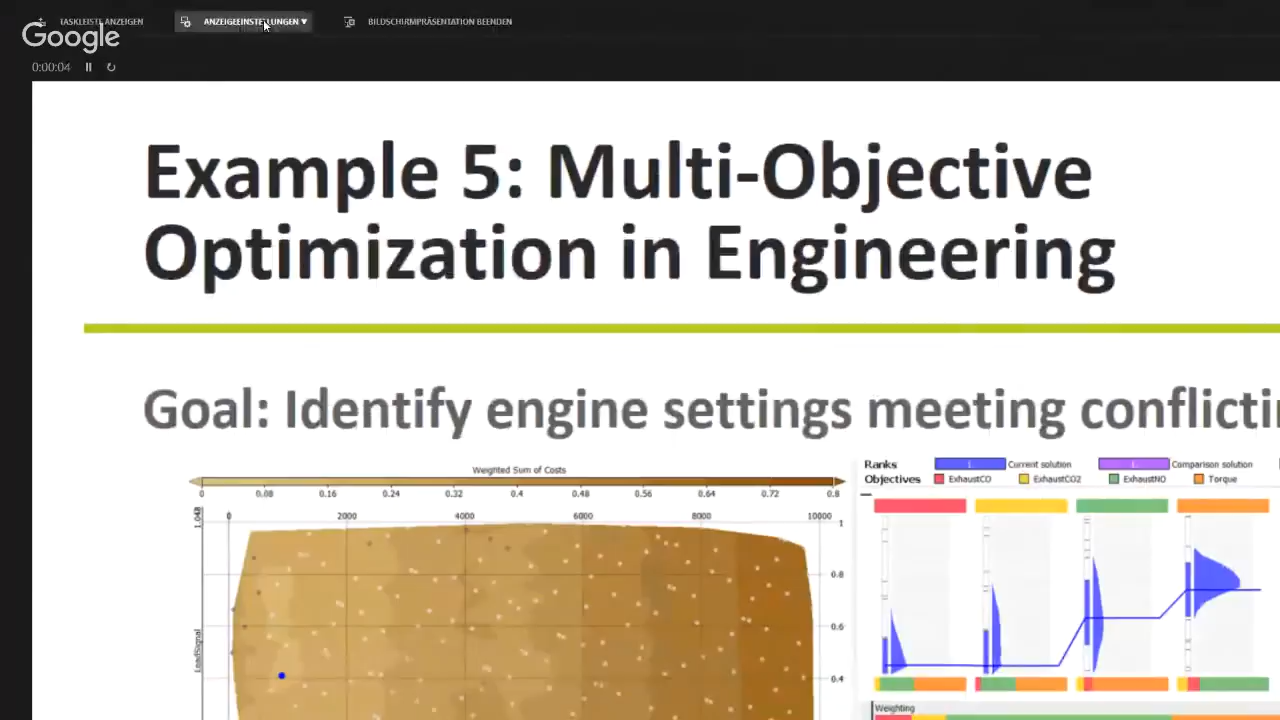 TASKLEISTE ANZEIGEN
ANZEIGEEINSTELLUNGEN ▼
BILDSCHIRMPRÄSENTATION BEENDEN
Google
0:00:04
Example 5: Multi-Objective
Optimization in Engineering
Goal: Identify engine settings meeting conflicti
Weighted Sum of Costs
0 0.08 0.16 0.24 0.32 0.4 0.48 0.56 0.64 0.72 0.8
0 2000 4000 6000 8000 10000
1
0.8
0.6
0.4
LoadSignal
Ranks Current solution Comparison solution
Objectives ExhaustCO ExhaustCO2 ExhaustNO Torque
Weighting